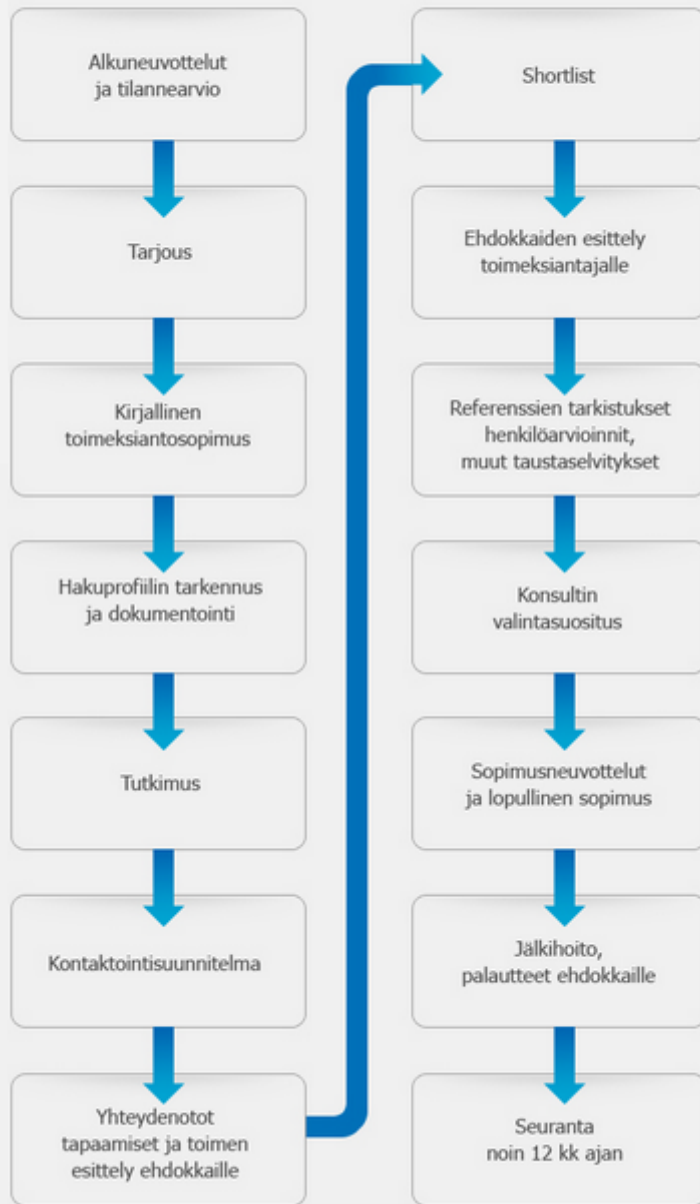 Alkuneuvottelut
ja tilannearvio
Tarjous
Kirjallinen
toimeksiantosopimus
Hakuprofiilin tarkennus
ja dokumentointi
Tutkimus
Kontaktointisuunnitelma
Yhteydenotot
tapaamiset ja toimen
esittely ehdokkaille
Shortlist
Ehdokkaiden esittely
toimeksiantajalle
Referenssien tarkistukset
henkilöarvioinnit,
muut taustaselvitykset
Konsultin
valintasuositus
Sopimusneuvottelut
ja lopullinen sopimus
Jälkihoito,
palautteet ehdokkaille
Seuranta
noin 12 kk ajan